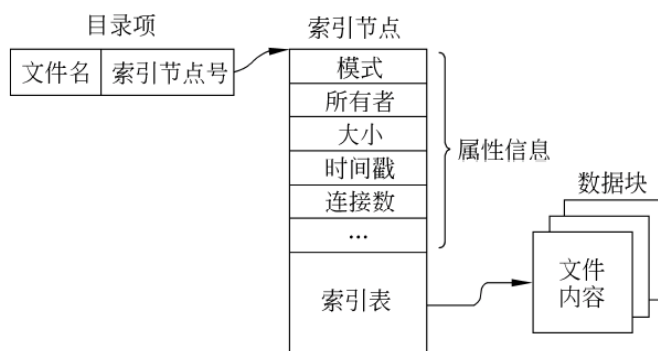 目录项
文件名 索引节点号
索引节点
模式
所有者
大小
时间戳
连接数
...
索引表
属性信息
数据块
文件
内容